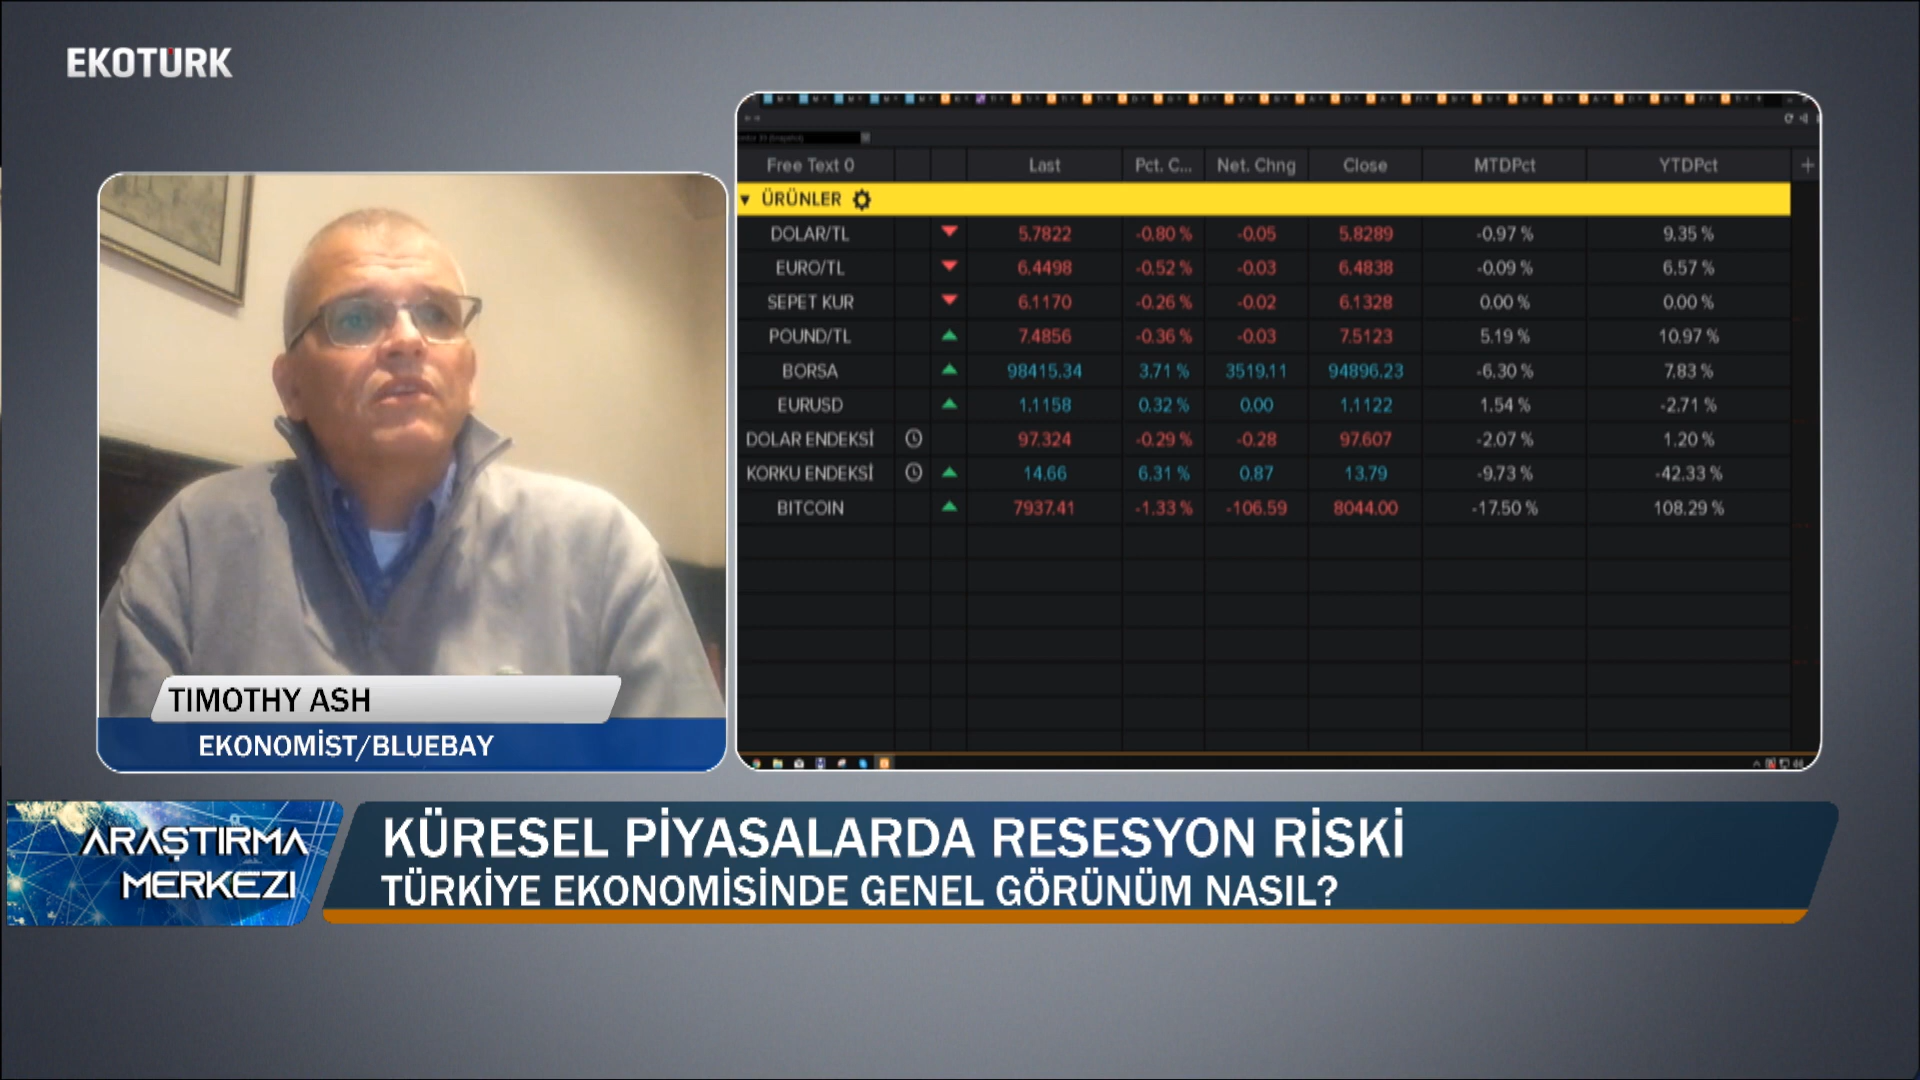 EKOTÜRK
Free Text 0 Last Pct. C... Net. Chng Close MTDPct YTDPct +
ÜRÜNLER
DOLAR/TL 5.7822 -0.80 % -0.05 5.8289 -0.97 % 9.35 %
EURO/TL 6.4498 -0.52 % -0.03 6.4838 -0.09 % 6.57 %
SEPET KUR 6.1170 -0.26 % -0.02 6.1328 0.00 % 0.00 %
POUND/TL 7.4856 -0.36 % -0.03 7.5123 5.19 % 10.97 %
BORSA 98415.34 3.71 % 3519.11 94896.23 -6.30 % 7.83 %
EURUSD 1.1158 0.32 % 0.00 1.1122 1.54 % -2.71 %
DOLAR ENDEKSİ 97.324 -0.29 % -0.28 97.607 -2.07 % 1.20 %
KORKU ENDEKSİ 14.66 6.31 % 0.87 13.79 -9.73 % -42.33 %
BITCOIN 7937.41 -1.33 % -106.59 8044.00 -17.50 % 108.29 %
TIMOTHY ASH
EKONOMİST/BLUEBAY
ARAŞTIRMA
MERKEZI
KÜRESEL PİYASALARDA RESESYON RİSKİ
TÜRKİYE EKONOMİSİNDE GENEL GÖRÜNÜM NASIL?